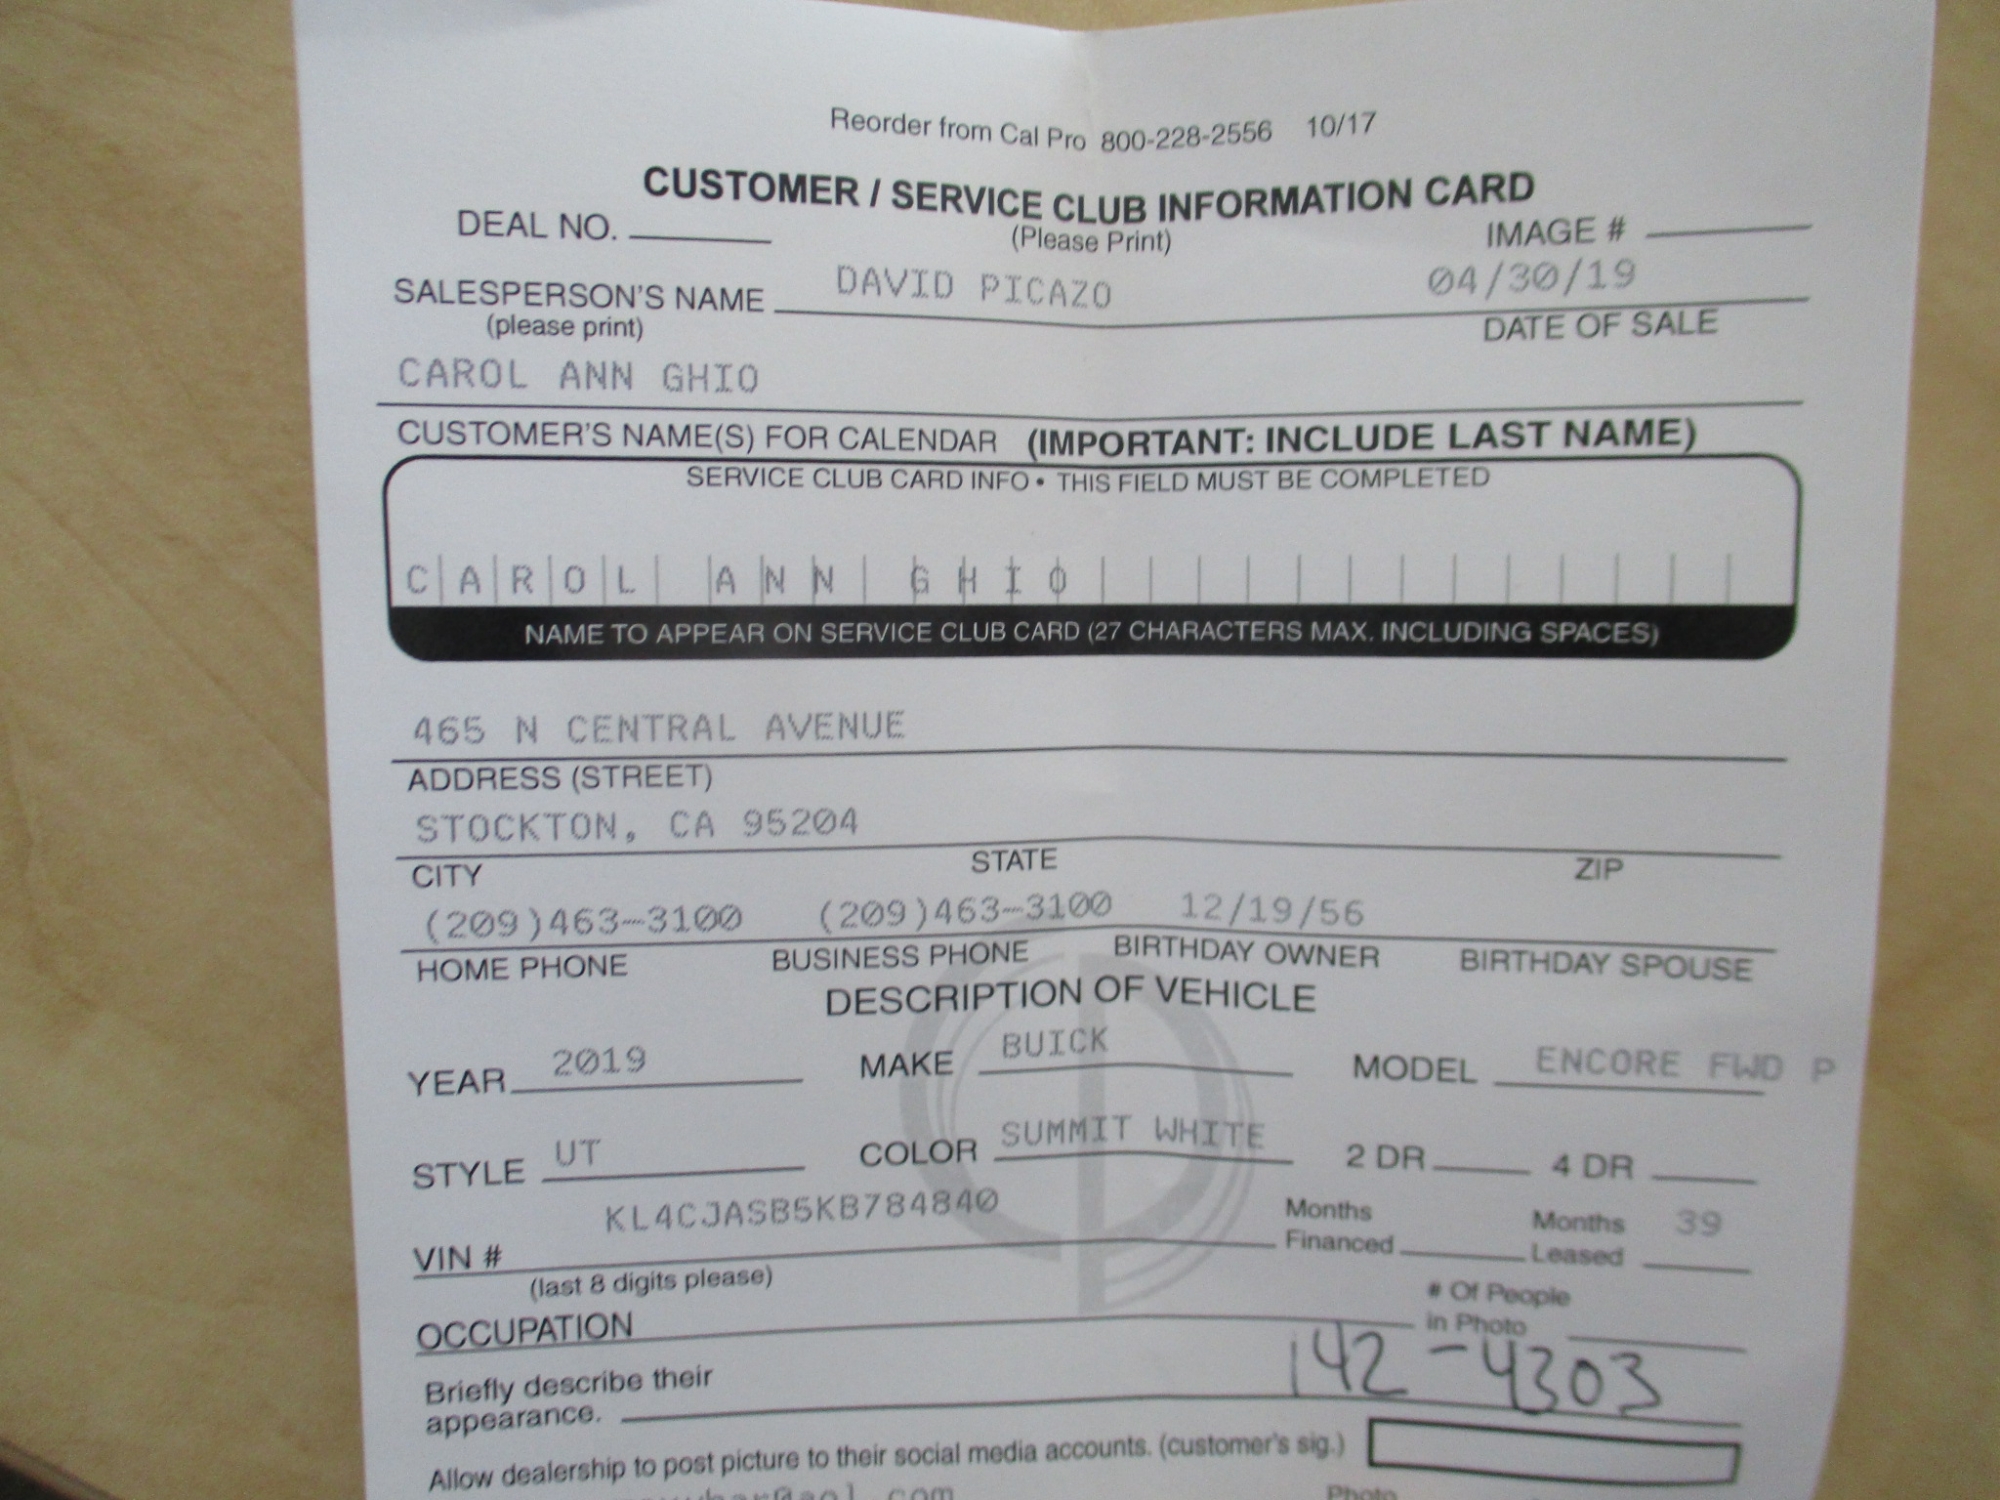 Reorder from Cal Pro 800-228-2556 10/17
CUSTOMER / SERVICE CLUB INFORMATION CARD
DEAL NO. (Please Print) IMAGE #
SALESPERSON'S NAME DAVID PICAZO 04/30/19
(please print) DATE OF SALE
CAROL ANN GHIO
CUSTOMER'S NAME(S) FOR CALENDAR (IMPORTANT: INCLUDE LAST NAME)
SERVICE CLUB CARD INFO • THIS FIELD MUST BE COMPLETED
CAROL ANN GHIO
NAME TO APPEAR ON SERVICE CLUB CARD (27 CHARACTERS MAX. INCLUDING SPACES)
465 N CENTRAL AVENUE
ADDRESS (STREET)
STOCKTON, CA 95204
CITY STATE ZIP
(209)463-3100 (209)463-3100 12/19/56
HOME PHONE BUSINESS PHONE BIRTHDAY OWNER BIRTHDAY SPOUSE
DESCRIPTION OF VEHICLE
YEAR 2019 MAKE BUICK MODEL ENCORE FWD P
STYLE UT COLOR SUMMIT WHITE 2 DR 4 DR
VIN # KL4CJASB5KB784840 Months Financed Months Leased 39
(last 8 digits please)
OCCUPATION # Of People in Photo
142-4303
Briefly describe their
appearance.
Allow dealership to post picture to their social media accounts. (customer's sig.)
Photo